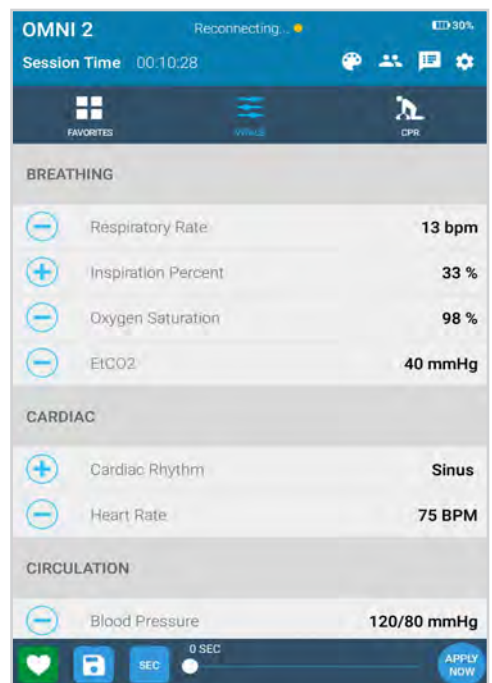 OMNI 2 Reconnecting... 30%
Session Time 00:10:28
FAVORITES VITALS CPR
BREATHING
Respiratory Rate 13 bpm
Inspiration Percent 33 %
Oxygen Saturation 98 %
EtCO2 40 mmHg
CARDIAC
Cardiac Rhythm Sinus
Heart Rate 75 BPM
CIRCULATION
Blood Pressure 120/80 mmHg
0 SEC
SEC APPLY
NOW